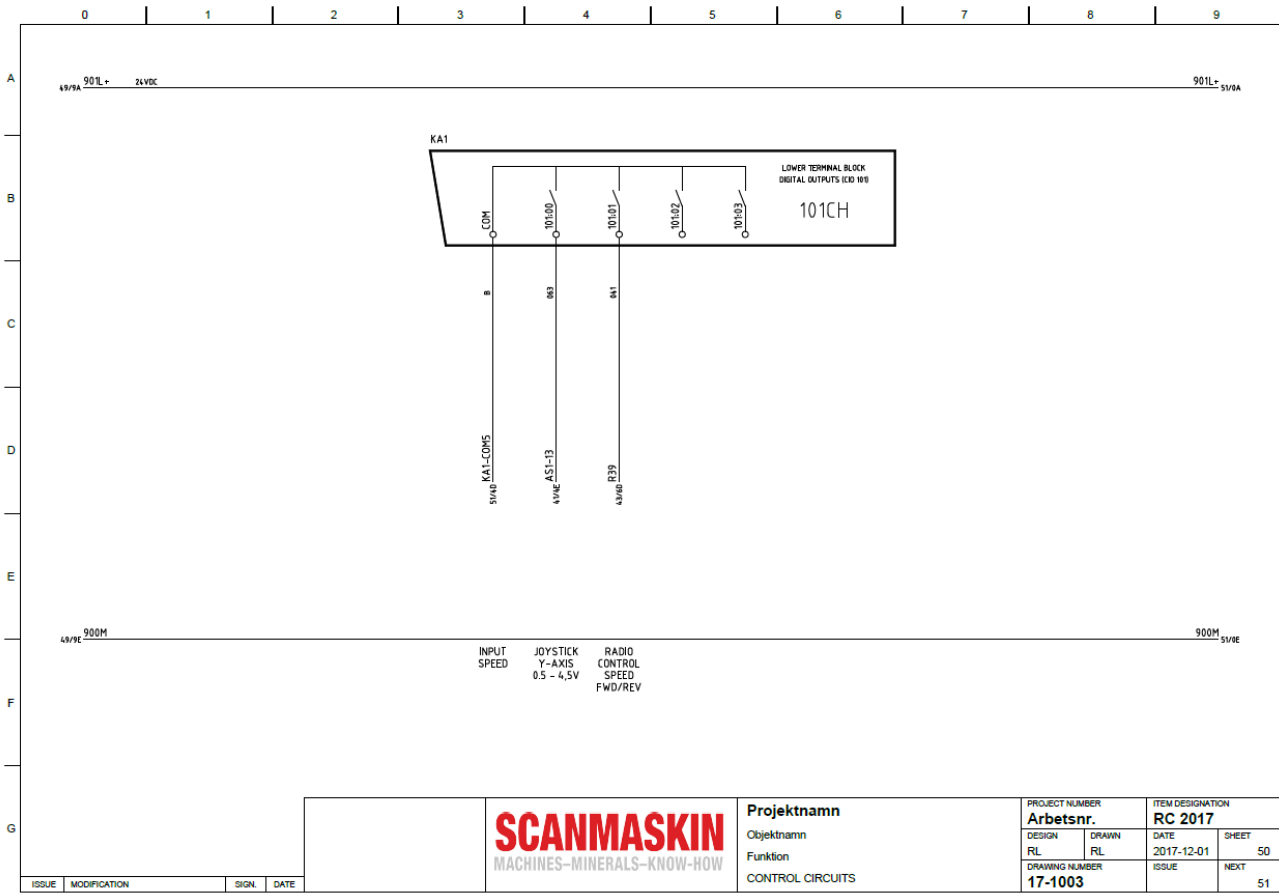 0 1 2 3 4 5 6 7 8 9
A
49/9A 901L+ 24VDC 901L+ 51/0A
KA1
B
LOWER TERMINAL BLOCK
DIGITAL OUTPUTS (CIO 101)
101CH
COM 101:00 101:01 101:02 101:03
C
B 063 041
D
KA1-COM5 AS1-13 R39
51/4D 41/4E 43/6D
E
49/9E 900M 900M 51/0E
INPUT
SPEED
JOYSTICK
Y-AXIS
0.5 - 4,5V
RADIO
CONTROL
SPEED
FWD/REV
F
G
ISSUE MODIFICATION SIGN. DATE
SCANMASKIN
MACHINES–MINERALS–KNOW-HOW
Projektnamn
Objektnamn
Funktion
CONTROL CIRCUITS
PROJECT NUMBER
Arbetsnr.
ITEM DESIGNATION
RC 2017
DESIGN DRAWN DATE SHEET
RL RL 2017-12-01 50
DRAWING NUMBER ISSUE NEXT
17-1003 51